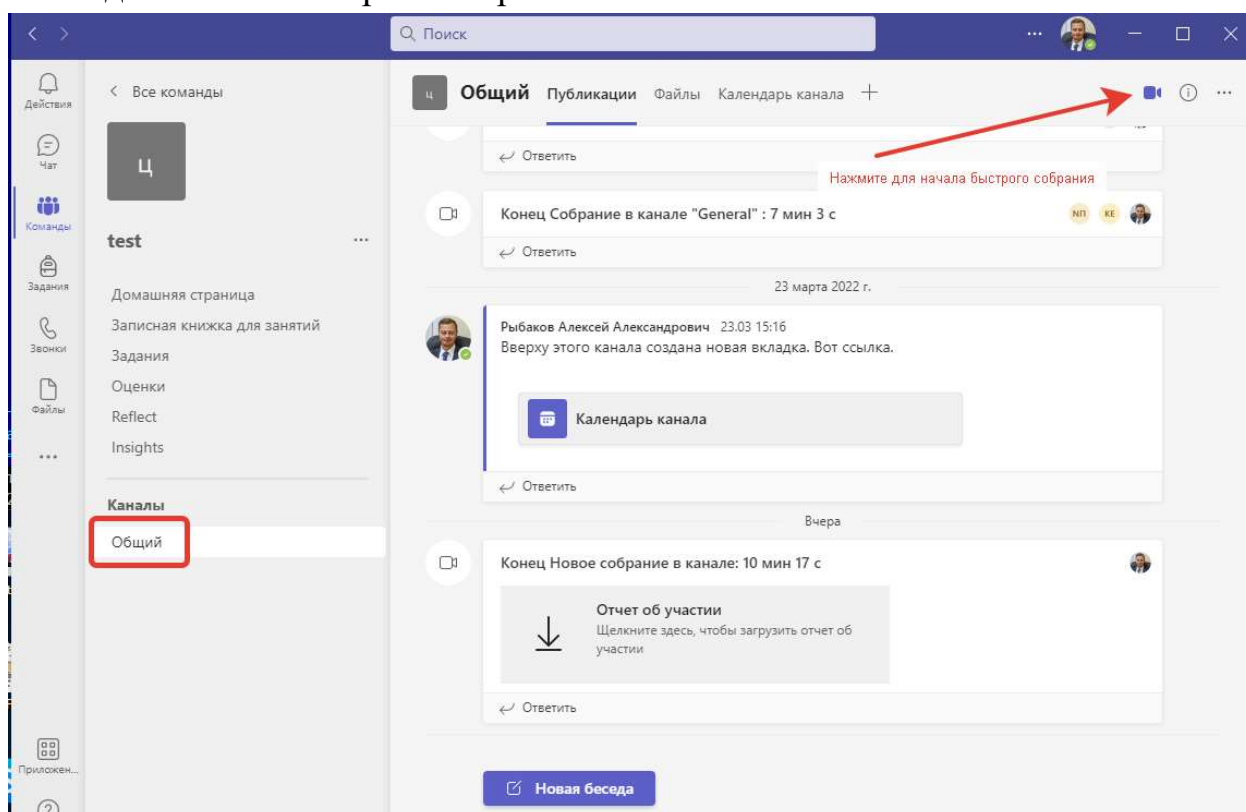 Поиск
Действия
Чат
Команды
Задания
Звонки
Файлы
Приложен...
Все команды
Ц
test
Домашняя страница
Записная книжка для занятий
Задания
Оценки
Reflect
Insights
Каналы
Общий
ц Общий Публикации Файлы Календарь канала
Нажмите для начала быстрого собрания
Ответить
Конец Собрание в канале "General" : 7 мин 3 с
NП КЕ
Ответить
23 марта 2022 г.
Рыбаков Алексей Александрович 23.03 15:16
Вверху этого канала создана новая вкладка. Вот ссылка.
Календарь канала
Ответить
Вчера
Конец Новое собрание в канале: 10 мин 17 с
Отчет об участии
Щелкните здесь, чтобы загрузить отчет об
участии
Ответить
Новая беседа